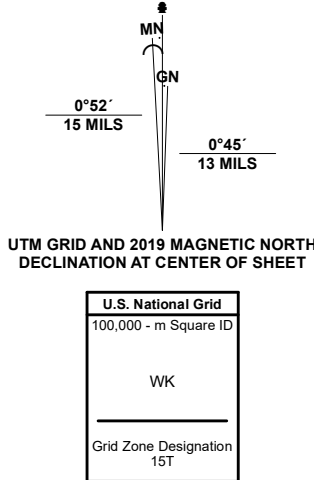 MN
GN
0°52´
15 MILS
0°45´
13 MILS
UTM GRID AND 2019 MAGNETIC NORTH
DECLINATION AT CENTER OF SHEET
U.S. National Grid
100,000 - m Square ID
WK
Grid Zone Designation
15T